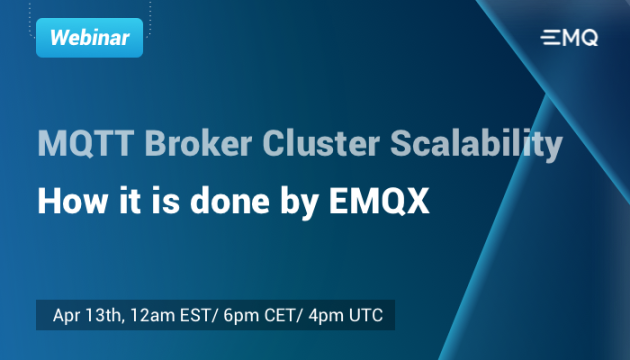 Webinar
EMQ
MQTT Broker Cluster Scalability
How it is done by EMQX
Apr 13th, 12am EST/ 6pm CET/ 4pm UTC